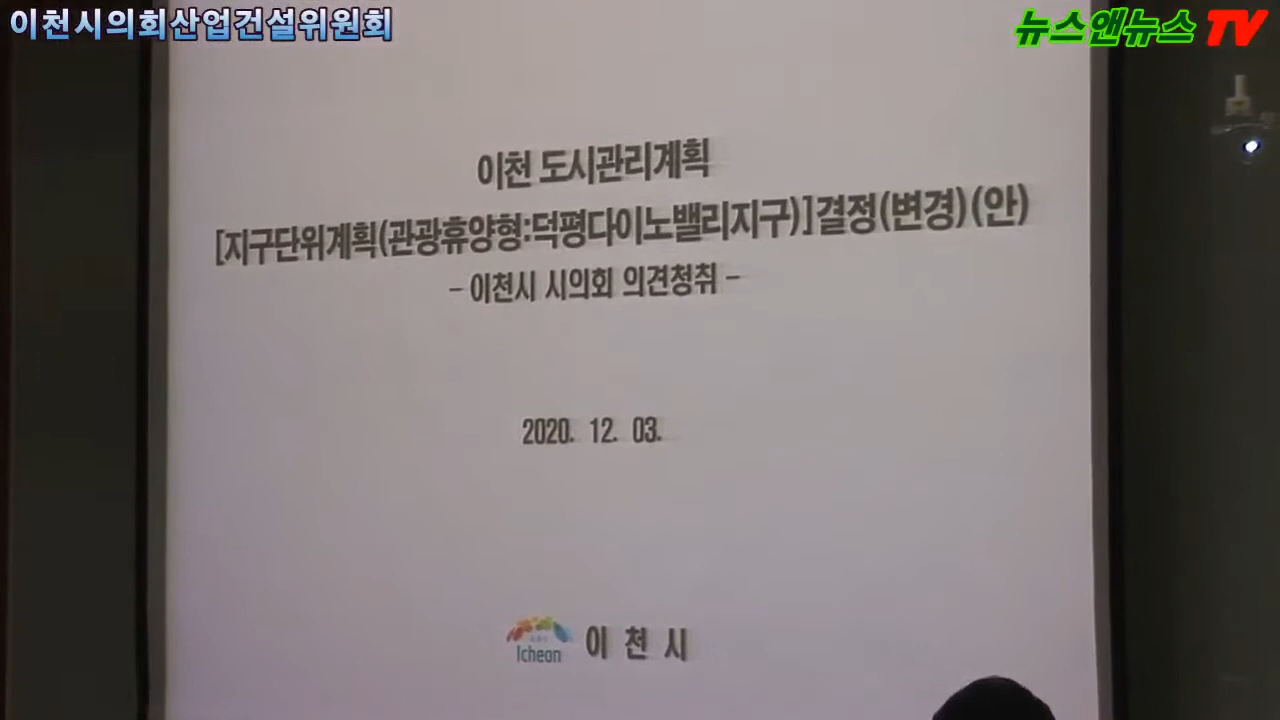 이천시의회산업건설위원회
뉴스앤뉴스 TV
이천 도시관리계획
[지구단위계획(관광휴양형:덕평다이노밸리지구)]결정(변경)(안)
- 이천시 시의회 의견청취 -
2020. 12. 03.
Icheon
이 천 시